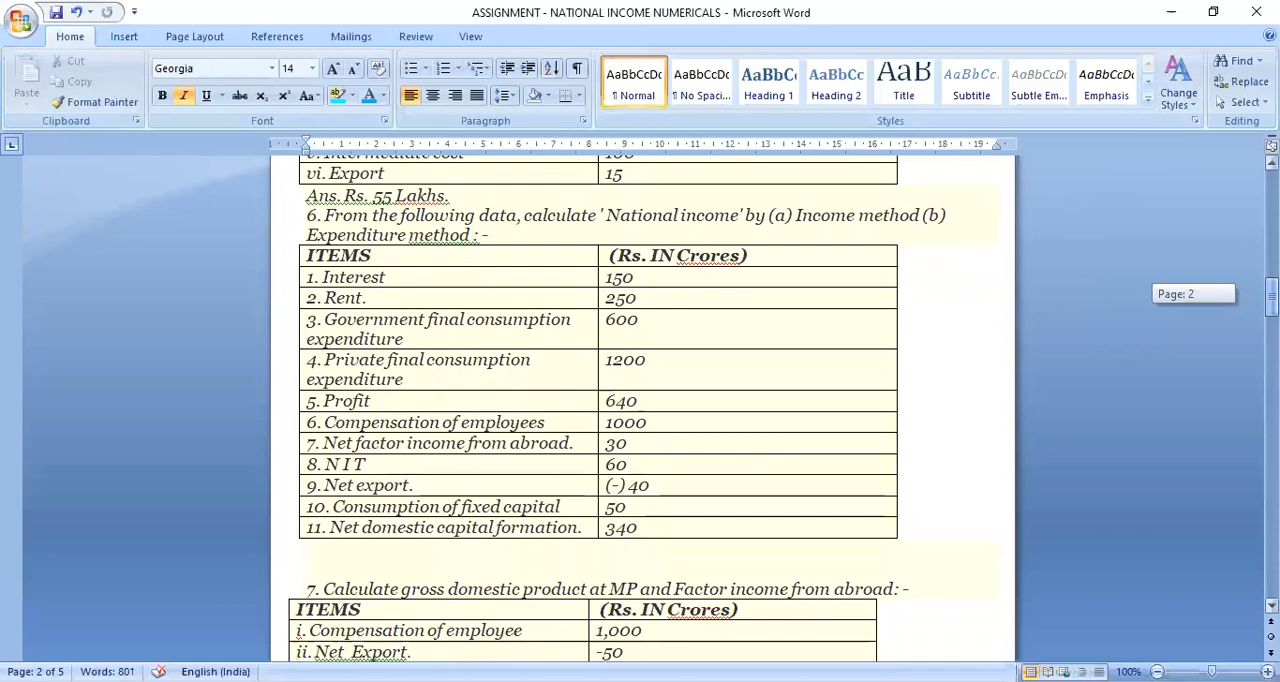 ASSIGNMENT - NATIONAL INCOME NUMERICALS - Microsoft Word
Home Insert Page Layout References Mailings Review View
Paste Cut Copy Format Painter Clipboard
Georgia 14 Font
Paragraph
AaBbCcDc AaBbCcDc AaBbC AaBbCc AaB AaBbCc. AaBbCcDc AaBbCcDc
¶ Normal ¶ No Spaci... Heading 1 Heading 2 Title Subtitle Subtle Em... Emphasis
Change Styles Styles
Find Replace Select Editing
v. Intermediate cost 100
vi. Export 15
Ans. Rs. 55 Lakhs.
6. From the following data, calculate ' National income' by (a) Income method (b)
Expenditure method : -
ITEMS (Rs. IN Crores)
1. Interest 150
2. Rent. 250
3. Government final consumption 600
expenditure
4. Private final consumption 1200
expenditure
5. Profit 640
6. Compensation of employees 1000
7. Net factor income from abroad. 30
8. N I T 60
9. Net export. (-) 40
10. Consumption of fixed capital 50
11. Net domestic capital formation. 340
Page: 2
7. Calculate gross domestic product at MP and Factor income from abroad: -
ITEMS (Rs. IN Crores)
i. Compensation of employee 1,000
ii. Net Export. -50
Page: 2 of 5 Words: 801 English (India) 100%